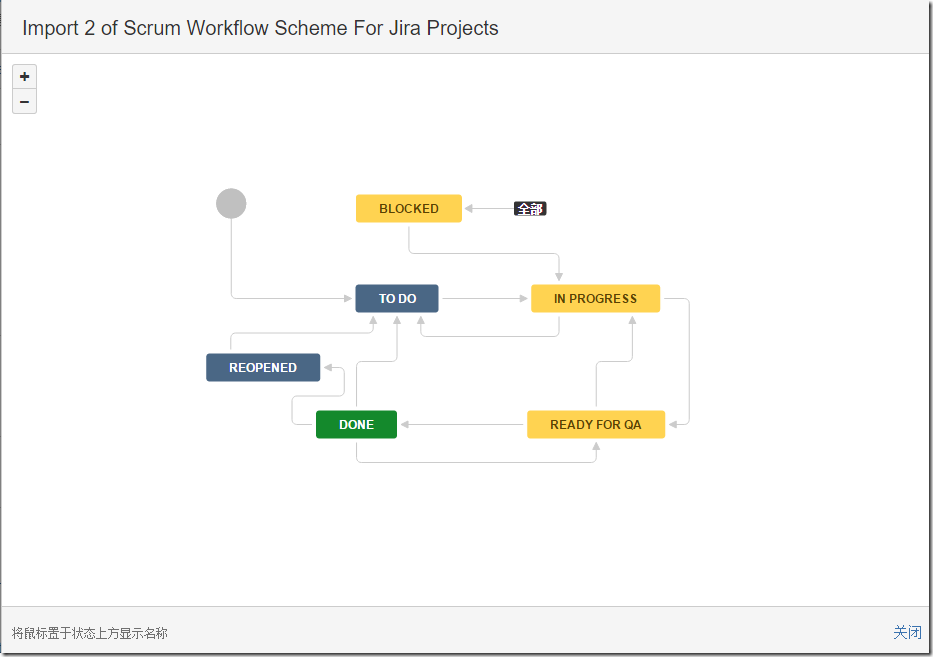 Import 2 of Scrum Workflow Scheme For Jira Projects
+
−
BLOCKED
全部
TO DO
IN PROGRESS
REOPENED
DONE
READY FOR QA
将鼠标置于状态上方显示名称
关闭